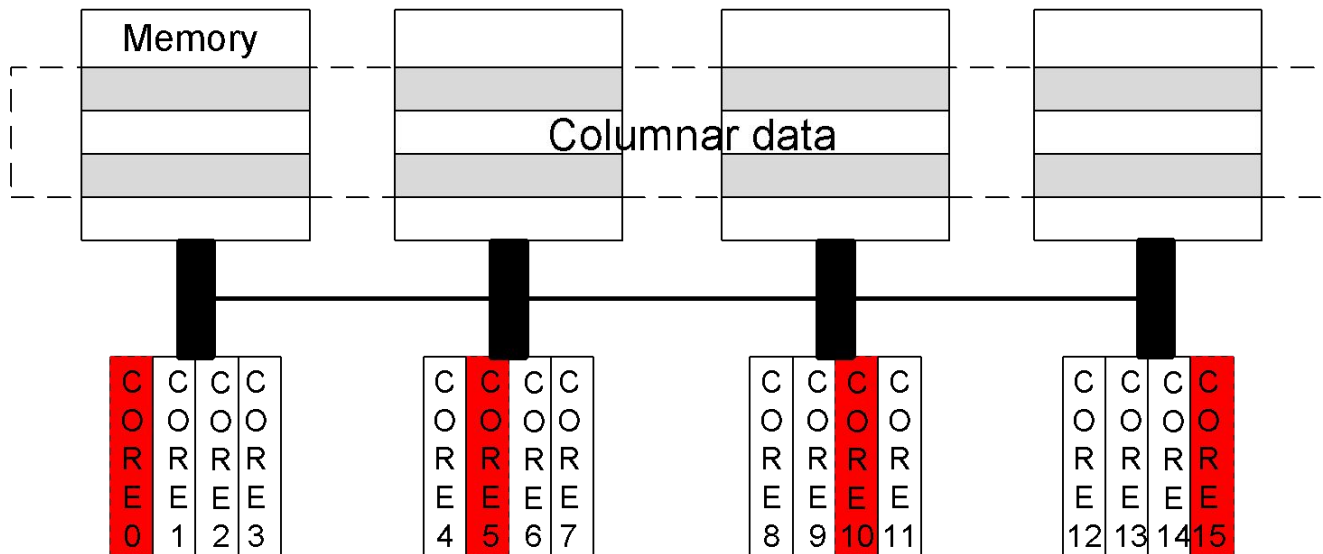 Memory
Columnar data
CORE 0
CORE 1
CORE 2
CORE 3
CORE 4
CORE 5
CORE 6
CORE 7
CORE 8
CORE 9
CORE 10
CORE 11
CORE 12
CORE 13
CORE 14
CORE 15